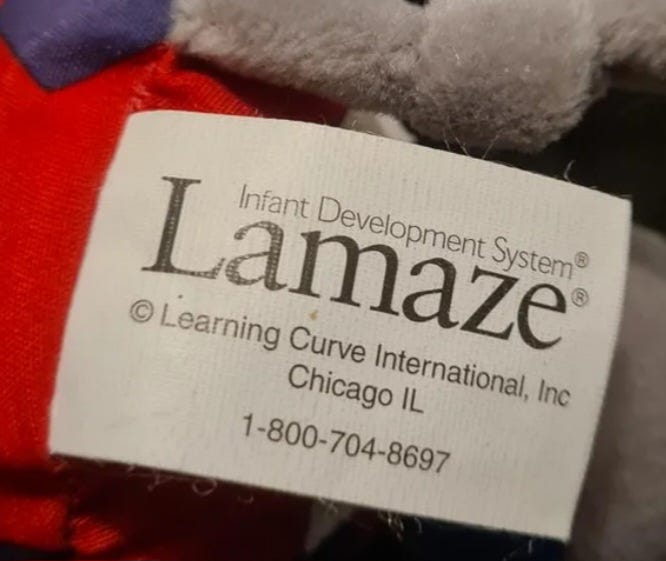 Infant Development System®
Lamaze®
© Learning Curve International, Inc
Chicago IL
1-800-704-8697